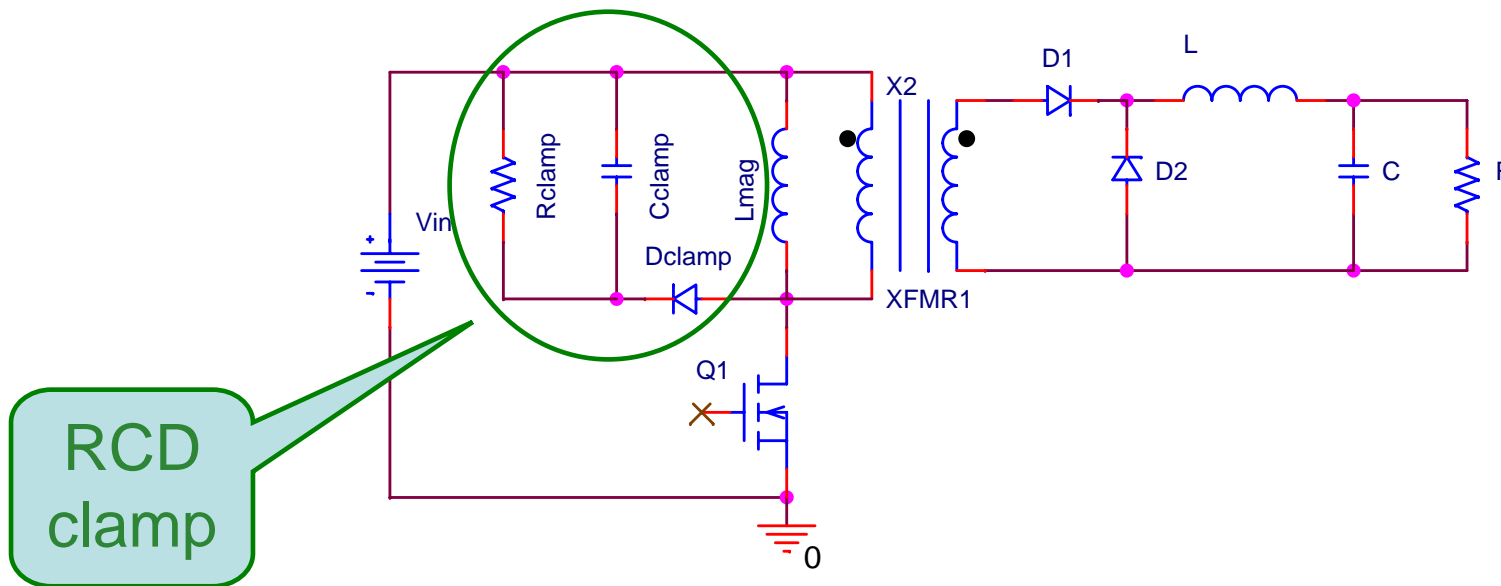 L
D1
X2
Rclamp
Cclamp
Lmag
D2
C
R
+
Vin
-
Dclamp
XFMR1
Q1
RCD
clamp
0